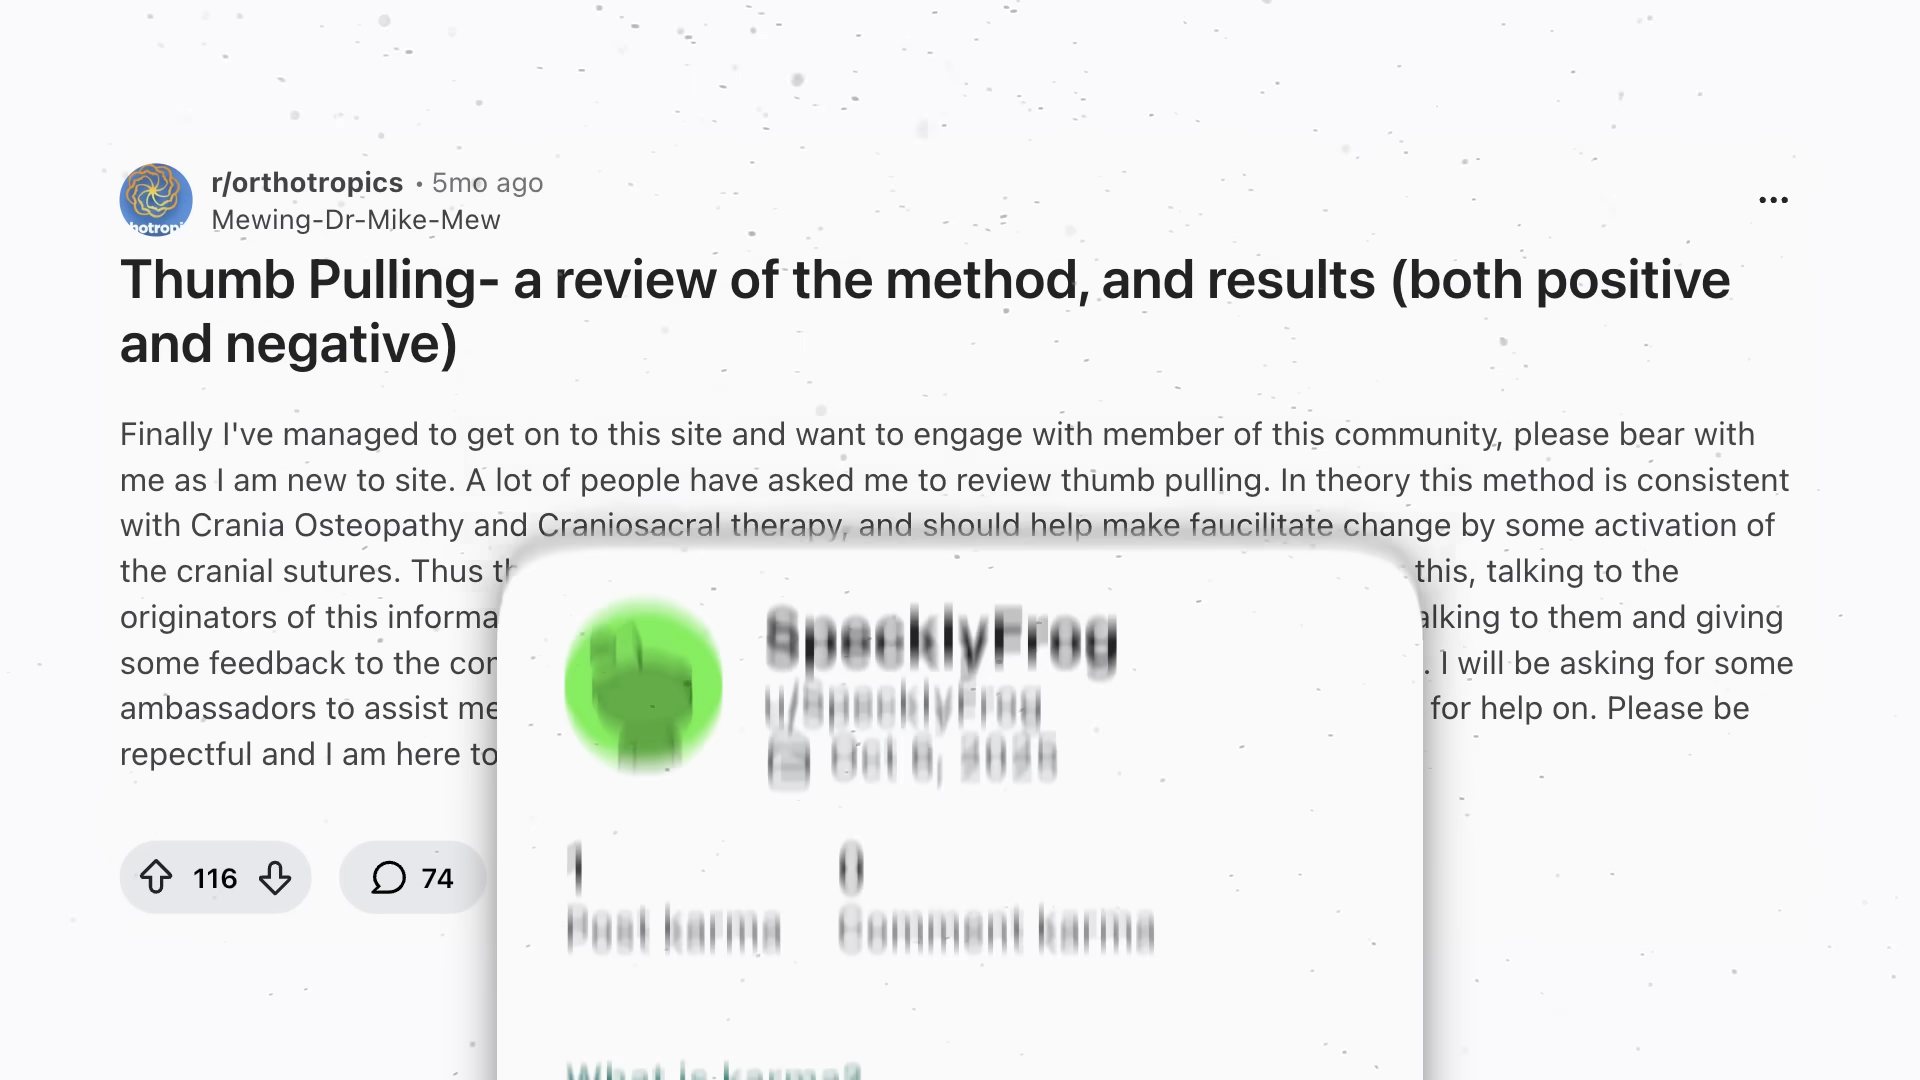 r/orthotropics • 5mo ago
Mewing-Dr-Mike-Mew
Thumb Pulling- a review of the method, and results (both positive
and negative)
Finally I've managed to get on to this site and want to engage with member of this community, please bear with
me as I am new to site. A lot of people have asked me to review thumb pulling. In theory this method is consistent
with Crania Osteopathy and Craniosacral therapy, and should help make faucilitate change by some activation of
the cranial sutures. Thus this, talking to the
originators of this talking to them and giving
some feedback to the . I will be asking for some
ambassadors to assist me for help on. Please be
repectful and I am here to
116
74
SpecklyFrog
u/SpecklyFrog
1
0
Post karma
Comment karma
What is karma?